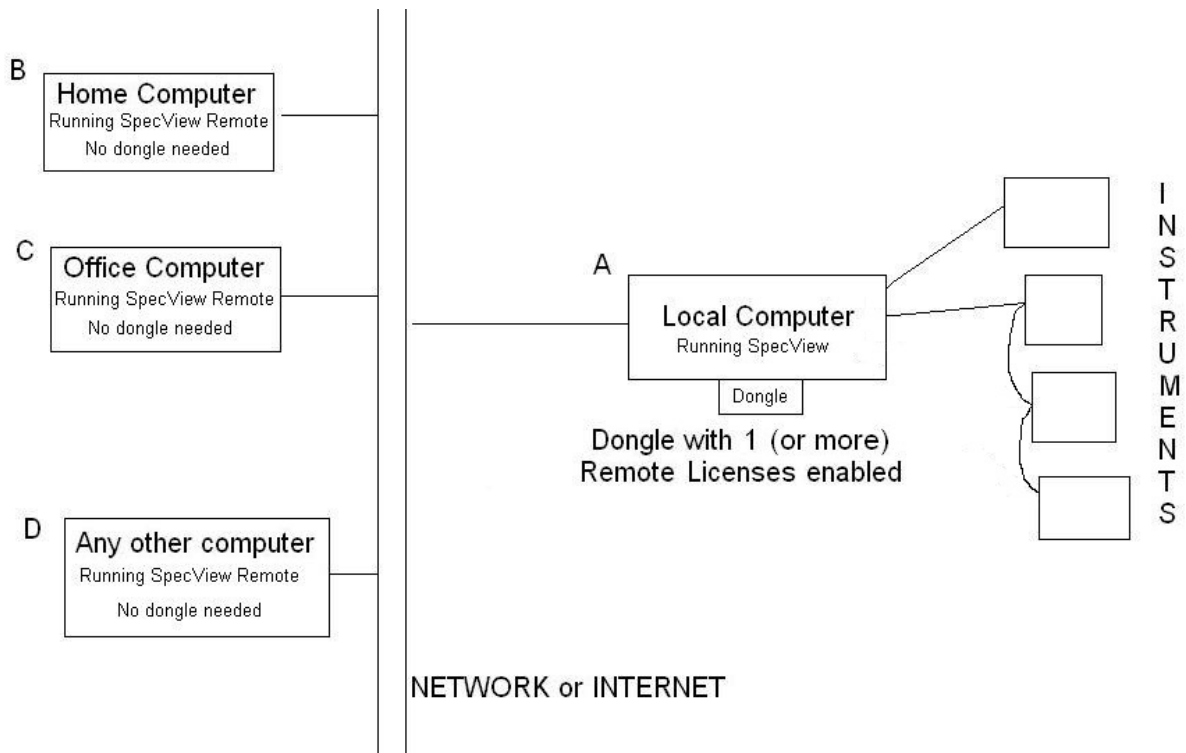 B
Home Computer
Running SpecView Remote
No dongle needed
C
Office Computer
Running SpecView Remote
No dongle needed
D
Any other computer
Running SpecView Remote
No dongle needed
NETWORK or INTERNET
A
Local Computer
Running SpecView
Dongle
Dongle with 1 (or more)
Remote Licenses enabled
INSTRUMENTS